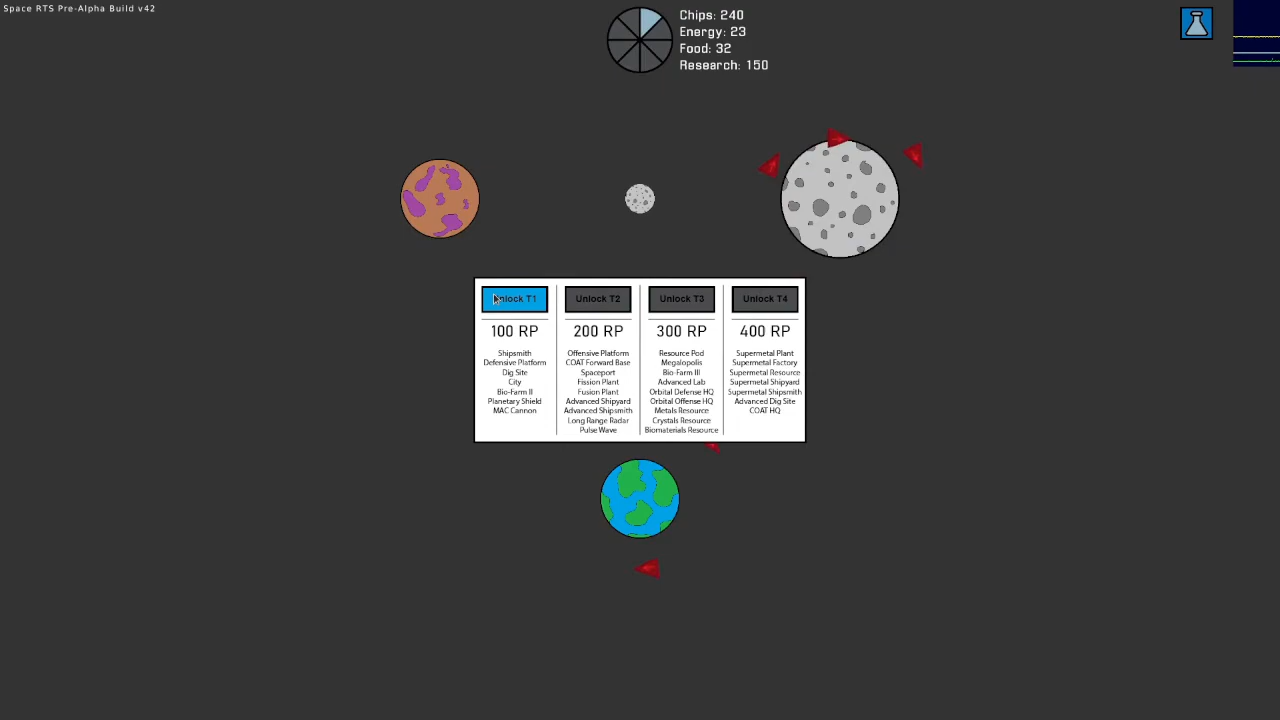 Space RTS Pre-Alpha Build v42
Chips: 240
Energy: 23
Food: 32
Research: 150
Unlock T1
100 RP
Shipsmith
Defensive Platform
Dig Site
City
Bio-Farm II
Planetary Shield
MAC Cannon
Unlock T2
200 RP
Offensive Platform
COAT Forward Base
Spaceport
Fission Plant
Fusion Plant
Advanced Shipyard
Advanced Shipsmith
Long Range Radar
Pulse Wave
Unlock T3
300 RP
Resource Pod
Megalopolis
Bio-Farm III
Advanced Lab
Orbital Defense HQ
Orbital Offense HQ
Metals Resource
Crystals Resource
Biomaterials Resource
Unlock T4
400 RP
Supermetal Plant
Supermetal Factory
Supermetal Resource
Supermetal Shipyard
Supermetal Shipsmith
Advanced Dig Site
COAT HQ